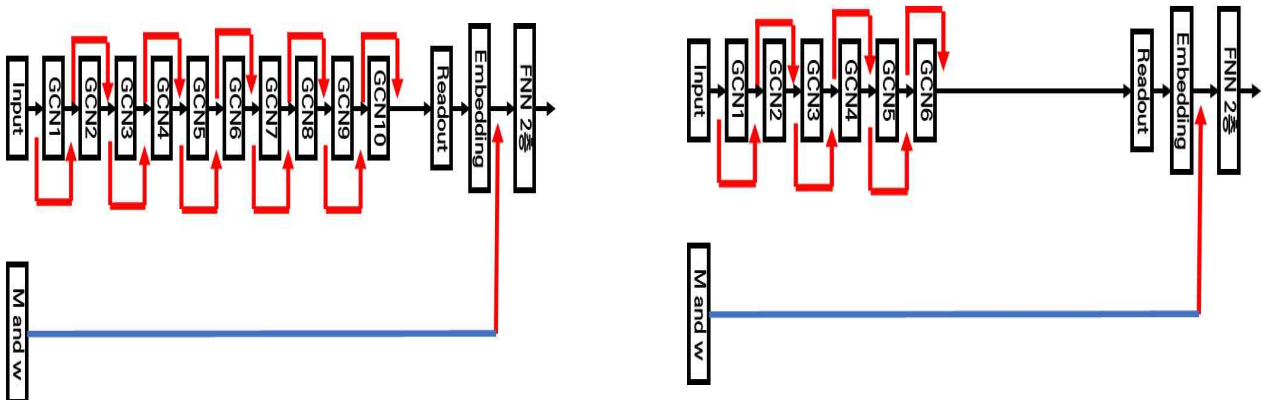 Input
GCN1
GCN2
GCN3
GCN4
GCN5
GCN6
GCN7
GCN8
GCN9
GCN10
Readout
Embedding
FNN 2층
M and w
Input
GCN1
GCN2
GCN3
GCN4
GCN5
GCN6
Readout
Embedding
FNN 2층
M and w